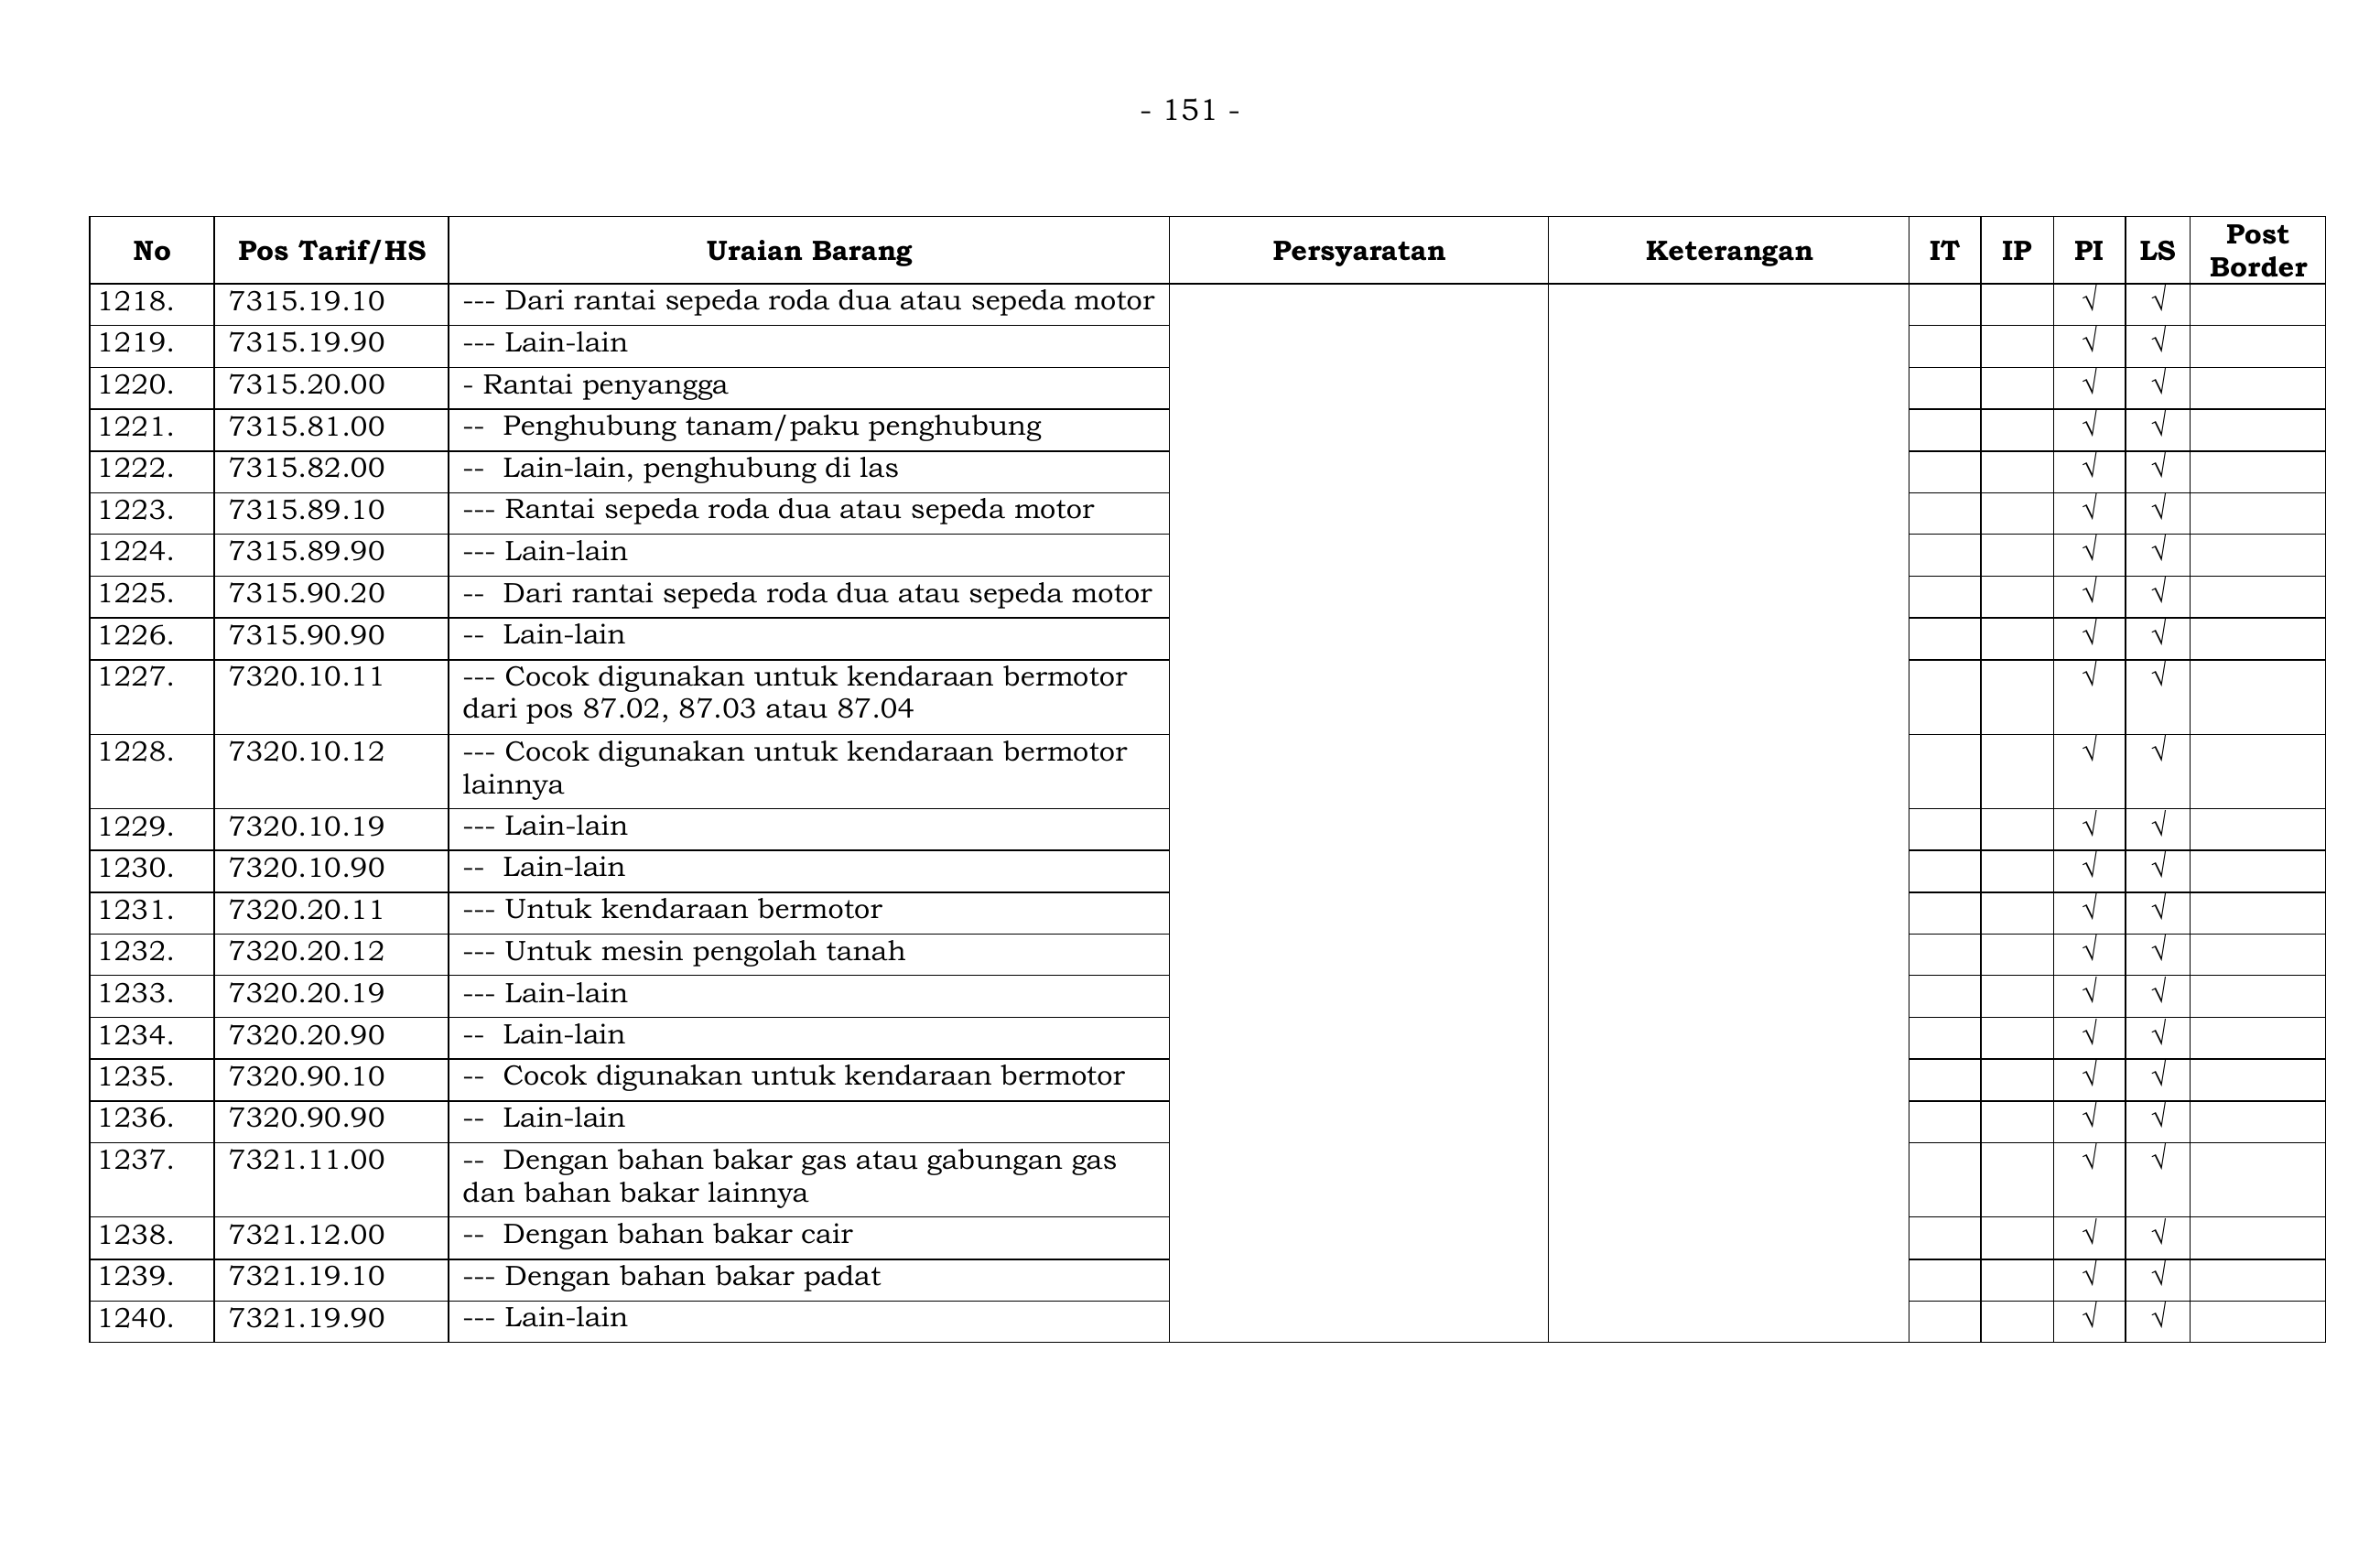 - 151 -
No Pos Tarif/HS Uraian Barang Persyaratan Keterangan IT IP PI LS Post Border
1218. 7315.19.10 --- Dari rantai sepeda roda dua atau sepeda motor √ √
1219. 7315.19.90 --- Lain-lain √ √
1220. 7315.20.00 - Rantai penyangga √ √
1221. 7315.81.00 -- Penghubung tanam/paku penghubung √ √
1222. 7315.82.00 -- Lain-lain, penghubung di las √ √
1223. 7315.89.10 --- Rantai sepeda roda dua atau sepeda motor √ √
1224. 7315.89.90 --- Lain-lain √ √
1225. 7315.90.20 -- Dari rantai sepeda roda dua atau sepeda motor √ √
1226. 7315.90.90 -- Lain-lain √ √
1227. 7320.10.11 --- Cocok digunakan untuk kendaraan bermotor √ √
dari pos 87.02, 87.03 atau 87.04
1228. 7320.10.12 --- Cocok digunakan untuk kendaraan bermotor √ √
lainnya
1229. 7320.10.19 --- Lain-lain √ √
1230. 7320.10.90 -- Lain-lain √ √
1231. 7320.20.11 --- Untuk kendaraan bermotor √ √
1232. 7320.20.12 --- Untuk mesin pengolah tanah √ √
1233. 7320.20.19 --- Lain-lain √ √
1234. 7320.20.90 -- Lain-lain √ √
1235. 7320.90.10 -- Cocok digunakan untuk kendaraan bermotor √ √
1236. 7320.90.90 -- Lain-lain √ √
1237. 7321.11.00 -- Dengan bahan bakar gas atau gabungan gas √ √
dan bahan bakar lainnya
1238. 7321.12.00 -- Dengan bahan bakar cair √ √
1239. 7321.19.10 --- Dengan bahan bakar padat √ √
1240. 7321.19.90 --- Lain-lain √ √